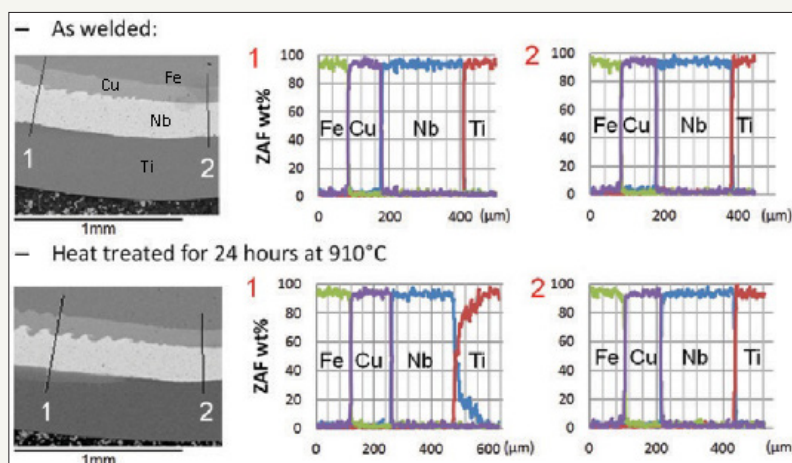 – As welded:
Cu Fe
Nb
1 Ti 2
1mm
1
ZAF wt%
100
80
60
40
20
0
Fe Cu Nb Ti
0 200 400 (μm)
2
100
80
60
40
20
0
Fe Cu Nb Ti
0 200 400 (μm)
– Heat treated for 24 hours at 910°C
1 2
1mm
1
ZAF wt%
100
80
60
40
20
0
Fe Cu Nb Ti
0 200 400 600 (μm)
2
100
80
60
40
20
0
Fe Cu Nb Ti
0 200 400 (μm)